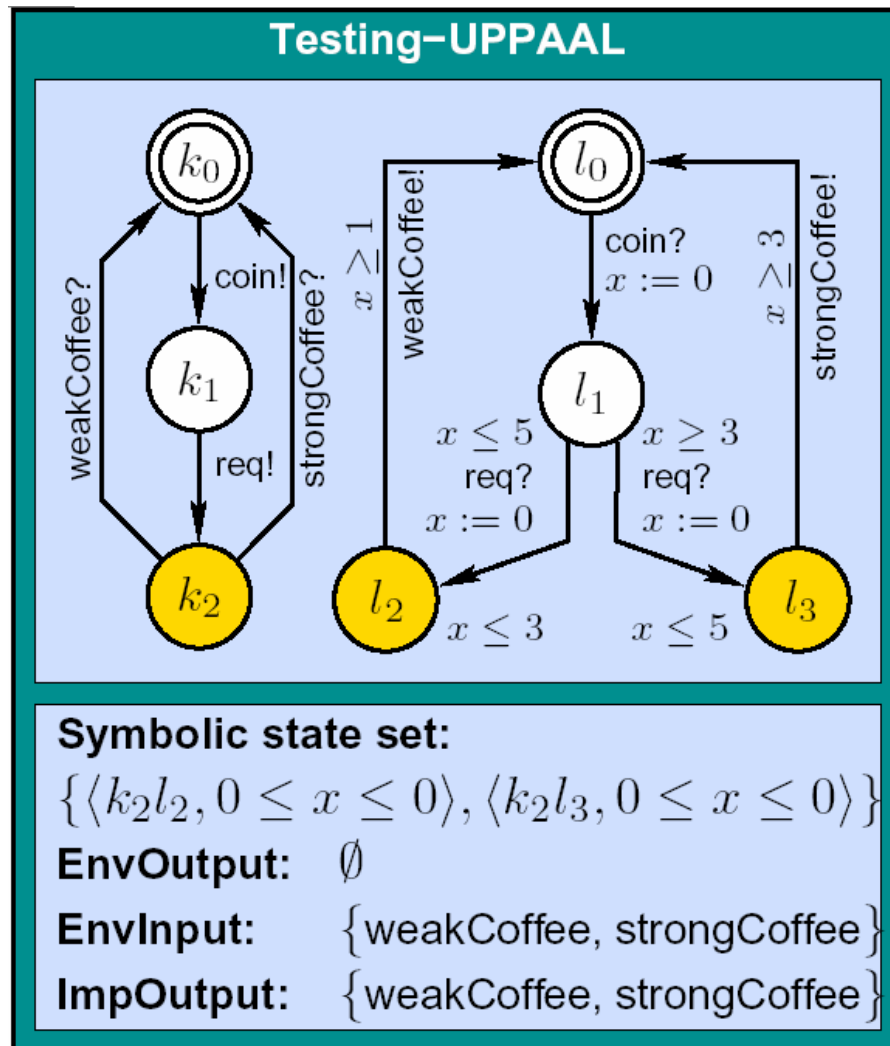 Testing−UPPAAL
k₀
coin!
k₁
req!
k₂
weakCoffee?
strongCoffee?
l₀
coin?
x := 0
l₁
x ≤ 5
req?
x := 0
x ≥ 3
req?
x := 0
l₂
x ≤ 3
l₃
x ≤ 5
x ≥ 1
weakCoffee!
x ≥ 3
strongCoffee!
Symbolic state set:
{⟨k₂l₂, 0 ≤ x ≤ 0⟩, ⟨k₂l₃, 0 ≤ x ≤ 0⟩}
EnvOutput: ∅
EnvInput: {weakCoffee, strongCoffee}
ImpOutput: {weakCoffee, strongCoffee}